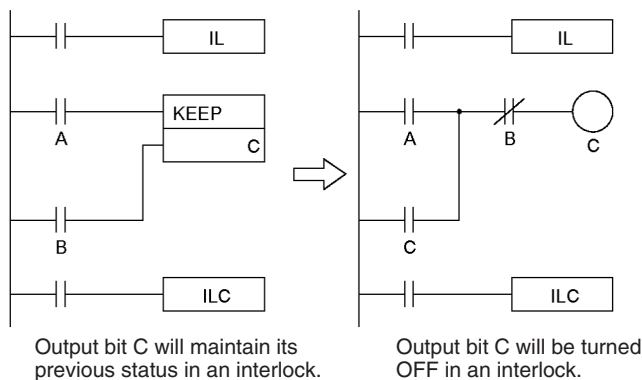 IL
A
KEEP
C
B
ILC
Output bit C will maintain its
previous status in an interlock.
IL
A
B
C
C
ILC
Output bit C will be turned
OFF in an interlock.